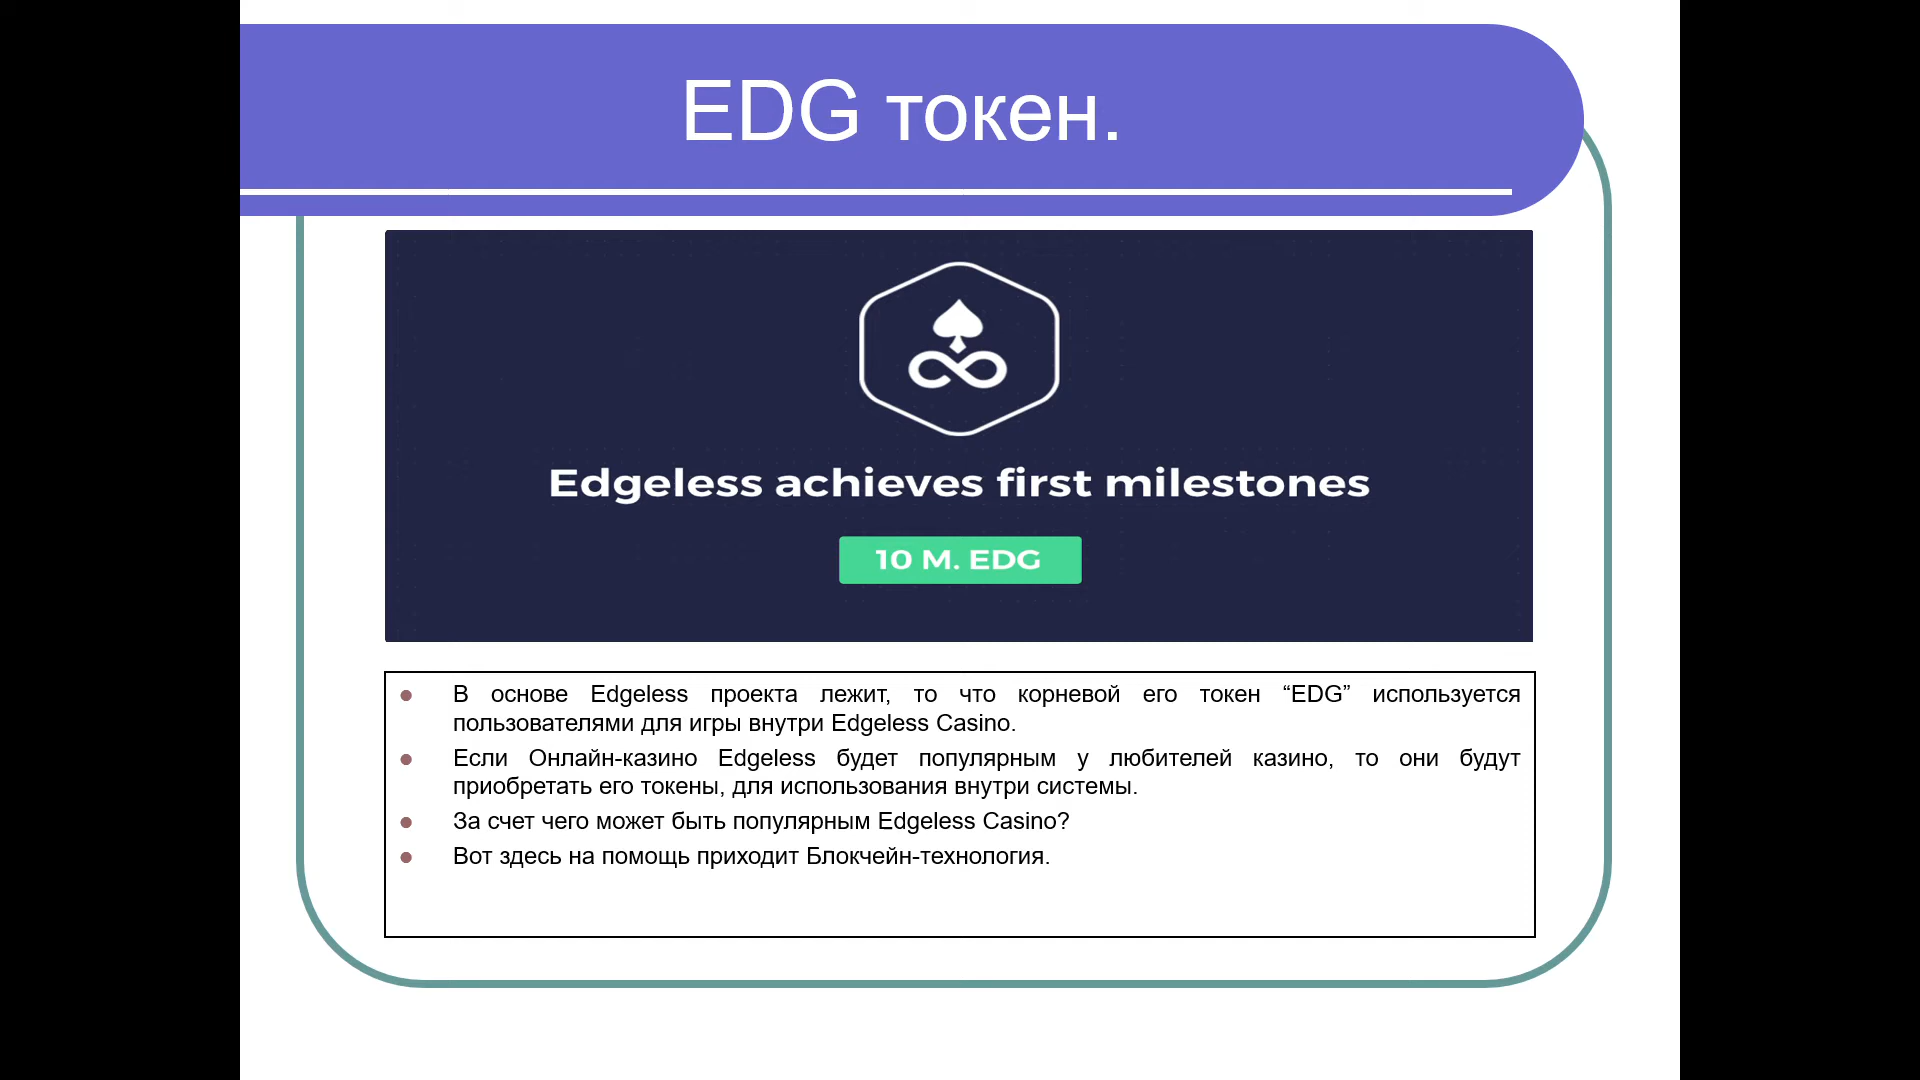 EDG токен.
Edgeless achieves first milestones
10 M. EDG
В основе Edgeless проекта лежит, то что корневой его токен “EDG” используется
пользователями для игры внутри Edgeless Casino.
Если Онлайн-казино Edgeless будет популярным у любителей казино, то они будут
приобретать его токены, для использования внутри системы.
За счет чего может быть популярным Edgeless Casino?
Вот здесь на помощь приходит Блокчейн-технология.